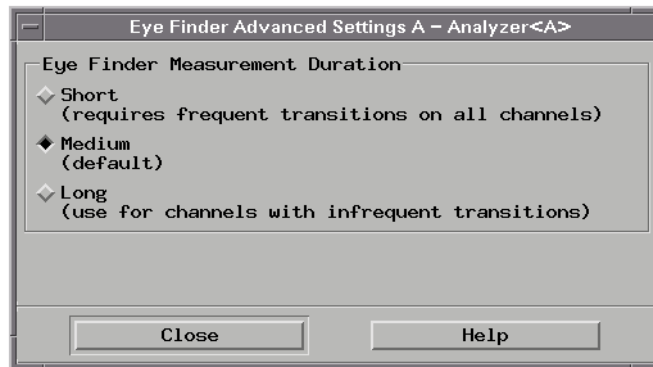 Eye Finder Advanced Settings A – Analyzer<A>
Eye Finder Measurement Duration
Short
(requires frequent transitions on all channels)
Medium
(default)
Long
(use for channels with infrequent transitions)
Close
Help